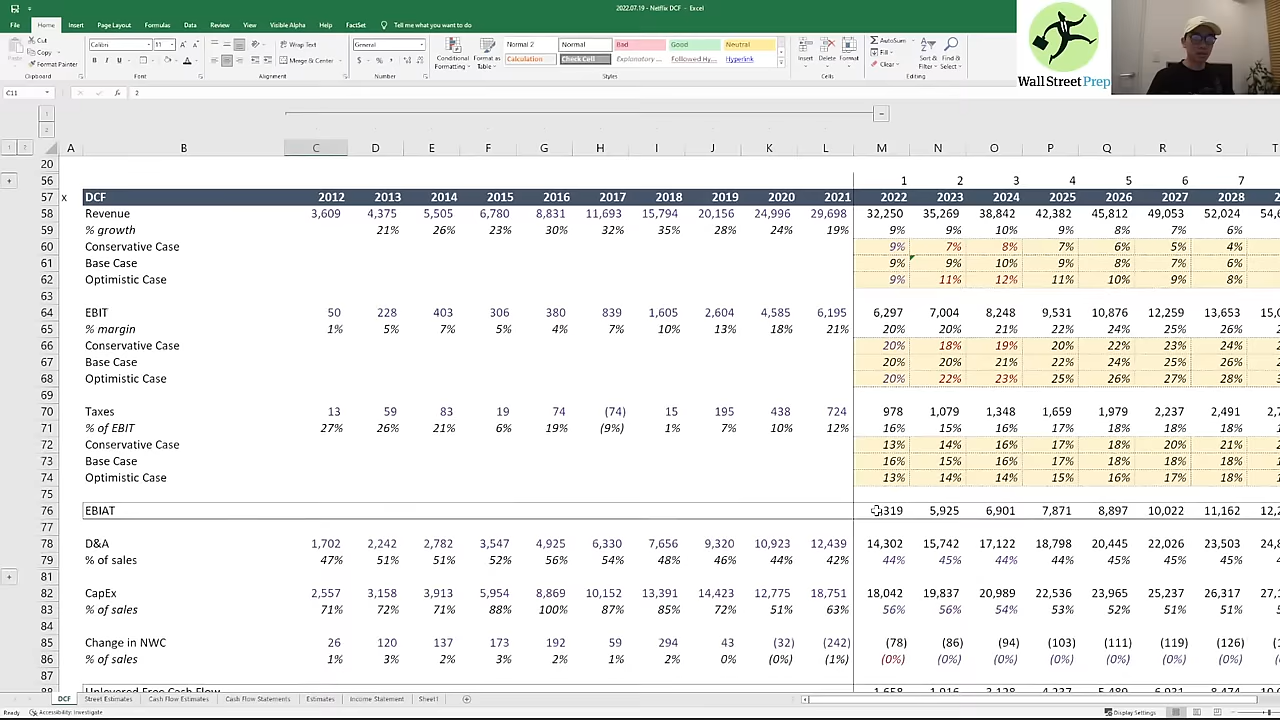 2022.07.19 - Netflix DCF - Excel
File Home Insert Page Layout Formulas Data Review View Visible Alpha Help FactSet Tell me what you want to do
Cut Copy Format Painter Calibri 11 Wrap Text Merge & Center General Conditional Formatting Format as Table Normal 2 Normal Bad Good Neutral Calculation Check Cell Explanatory ... Followed Hy... Hyperlink Insert Delete Format AutoSum Fill Clear Sort & Filter Find & Select
Clipboard Font Alignment Number Styles Cells Editing
Wall Street Prep
C11 fx 2
1
2
1 2 A B C D E F G H I J K L M N O P Q R S T
20
56 1 2 3 4 5 6 7
57 x DCF 2012 2013 2014 2015 2016 2017 2018 2019 2020 2021 2022 2023 2024 2025 2026 2027 2028
58 Revenue 3,609 4,375 5,505 6,780 8,831 11,693 15,794 20,156 24,996 29,698 32,250 35,269 38,842 42,382 45,812 49,053 52,024
59 % growth 21% 26% 23% 30% 32% 35% 28% 24% 19% 9% 9% 10% 9% 8% 7% 6%
60 Conservative Case 9% 7% 8% 7% 6% 5% 4%
61 Base Case 9% 9% 10% 9% 8% 7% 6%
62 Optimistic Case 9% 11% 12% 11% 10% 9% 8%
63
64 EBIT 50 228 403 306 380 839 1,605 2,604 4,585 6,195 6,297 7,004 8,248 9,531 10,876 12,259 13,653
65 % margin 1% 5% 7% 5% 4% 7% 10% 13% 18% 21% 20% 20% 21% 22% 24% 25% 26%
66 Conservative Case 20% 18% 19% 20% 22% 23% 24%
67 Base Case 20% 20% 21% 22% 24% 25% 26%
68 Optimistic Case 20% 22% 23% 25% 26% 27% 28%
69
70 Taxes 13 59 83 19 74 (74) 15 195 438 724 978 1,079 1,348 1,659 1,979 2,237 2,491
71 % of EBIT 27% 26% 21% 6% 19% (9%) 1% 7% 10% 12% 16% 15% 16% 17% 18% 18% 18%
72 Conservative Case 13% 14% 16% 17% 18% 20% 21%
73 Base Case 16% 15% 16% 17% 18% 18% 18%
74 Optimistic Case 13% 14% 14% 15% 16% 17% 18%
75
76 EBIAT 319 5,925 6,901 7,871 8,897 10,022 11,162
77
78 D&A 1,702 2,242 2,782 3,547 4,925 6,330 7,656 9,320 10,923 12,439 14,302 15,742 17,122 18,798 20,445 22,026 23,503
79 % of sales 47% 51% 51% 52% 56% 54% 48% 46% 44% 42% 44% 45% 44% 44% 45% 45% 45%
81
82 CapEx 2,557 3,158 3,913 5,954 8,869 10,152 13,391 14,423 12,775 18,751 18,042 19,837 20,989 22,536 23,965 25,237 26,317
83 % of sales 71% 72% 71% 88% 100% 87% 85% 72% 51% 63% 56% 56% 54% 53% 52% 51% 51%
84
85 Change in NWC 26 120 137 173 192 59 294 43 (32) (242) (78) (86) (94) (103) (111) (119) (126)
86 % of sales 1% 3% 2% 3% 2% 1% 2% 0% (0%) (1%) (0%) (0%) (0%) (0%) (0%) (0%) (0%)
87
88 Unlevered Free Cash Flow
DCF Street Estimates Cash Flow Estimates Cash Flow Statements Estimates Income Statement Sheet1
Ready Accessibility: Investigate Display Settings